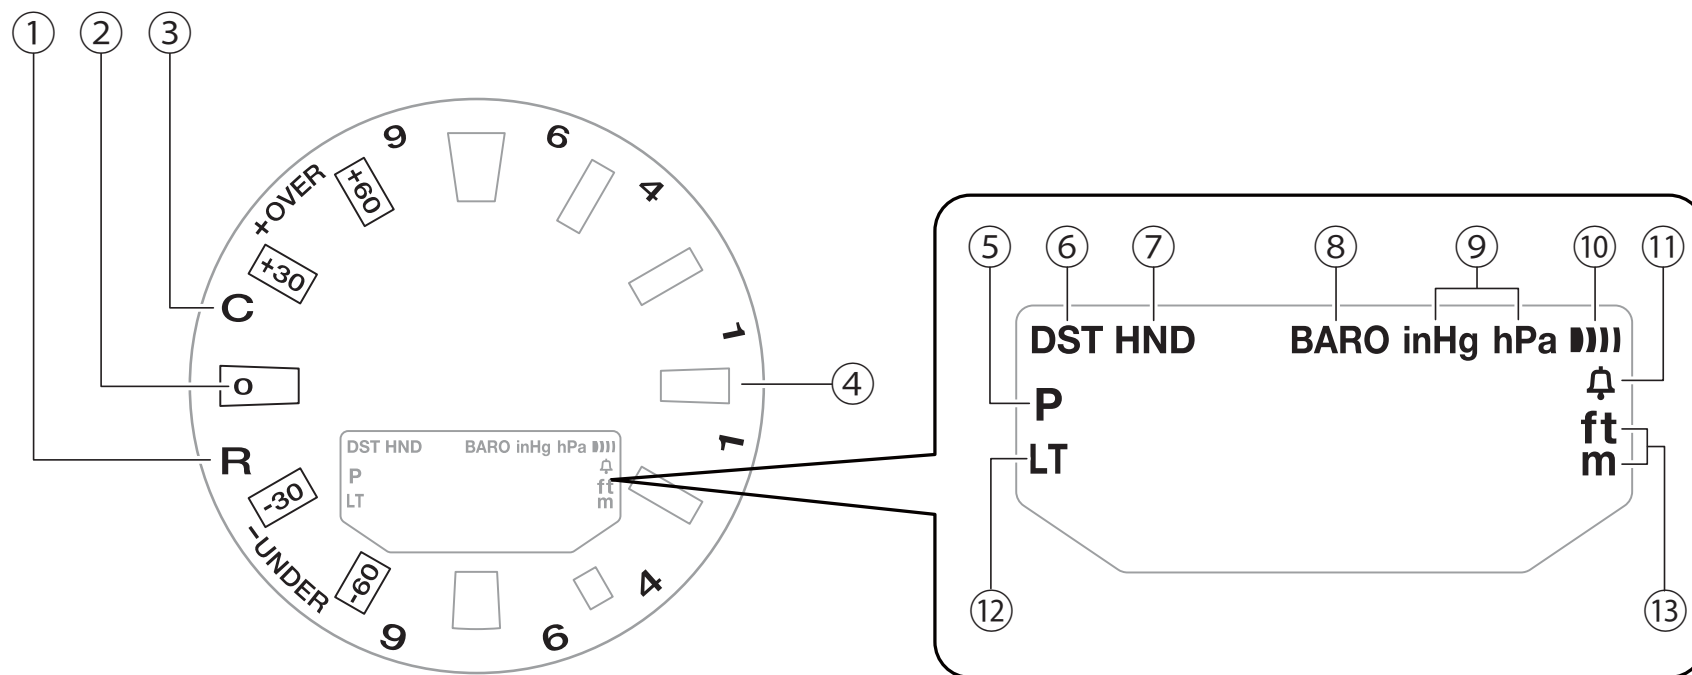 ① ② ③
9 6
+OVER +60 4
+30
C 1
0 ④
R 1
-30
-UNDER -60 4
9 6
DST HND BARO inHg hPa
P
LT ft
m
⑤ ⑥ ⑦ ⑧ ⑨ ⑩ ⑪
DST HND BARO inHg hPa
P
ft
LT m
⑫ ⑬